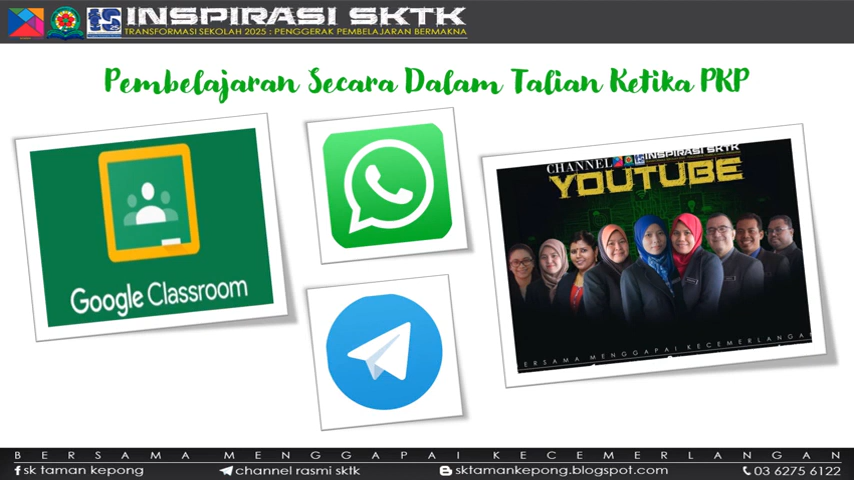 INSPIRASI SKTK
TRANSFORMASI SEKOLAH 2025 : PENGGERAK PEMBELAJARAN BERMAKNA
Pembelajaran Secara Dalam Talian Ketika PKP
Google Classroom
CHANNEL INSPIRASI SKTK
YOUTUBE
BERSAMA MENGGAPAI KECEMERLANGA
BERSAMA MENGGAPAI KECEMERLANGAN
sk taman kepong
channel rasmi sktk
sktamankepong.blogspot.com
03 6275 6122